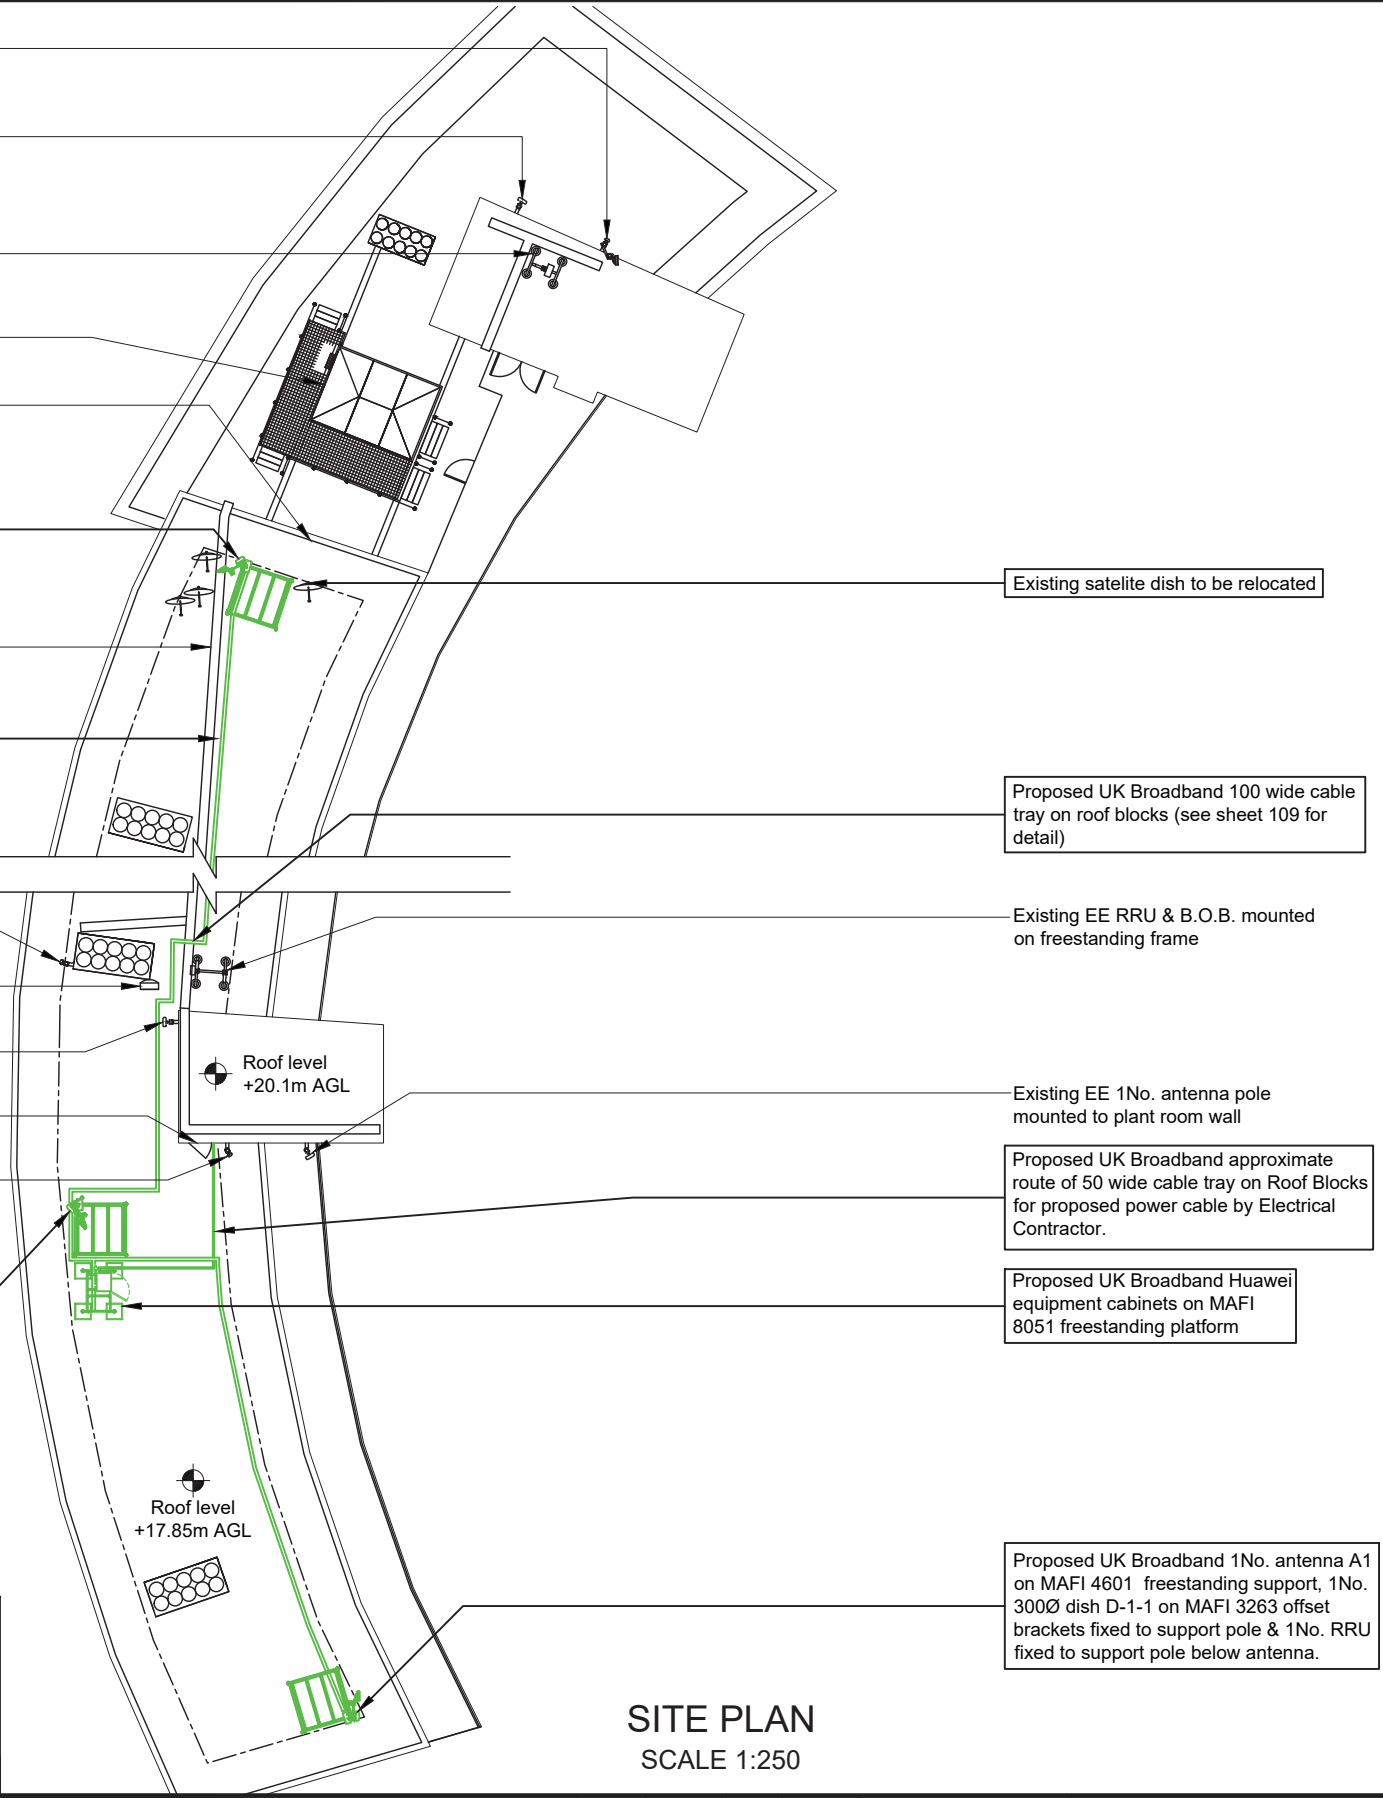 Existing satelite dish to be relocated
Proposed UK Broadband 100 wide cable
tray on roof blocks (see sheet 109 for
detail)
Existing EE RRU & B.O.B. mounted
on freestanding frame
Roof level
+20.1m AGL
Existing EE 1No. antenna pole
mounted to plant room wall
Proposed UK Broadband approximate
route of 50 wide cable tray on Roof Blocks
for proposed power cable by Electrical
Contractor.
Proposed UK Broadband Huawei
equipment cabinets on MAFI
8051 freestanding platform
Roof level
+17.85m AGL
Proposed UK Broadband 1No. antenna A1
on MAFI 4601 freestanding support, 1No.
300Ø dish D-1-1 on MAFI 3263 offset
brackets fixed to support pole & 1No. RRU
fixed to support pole below antenna.
SITE PLAN
SCALE 1:250